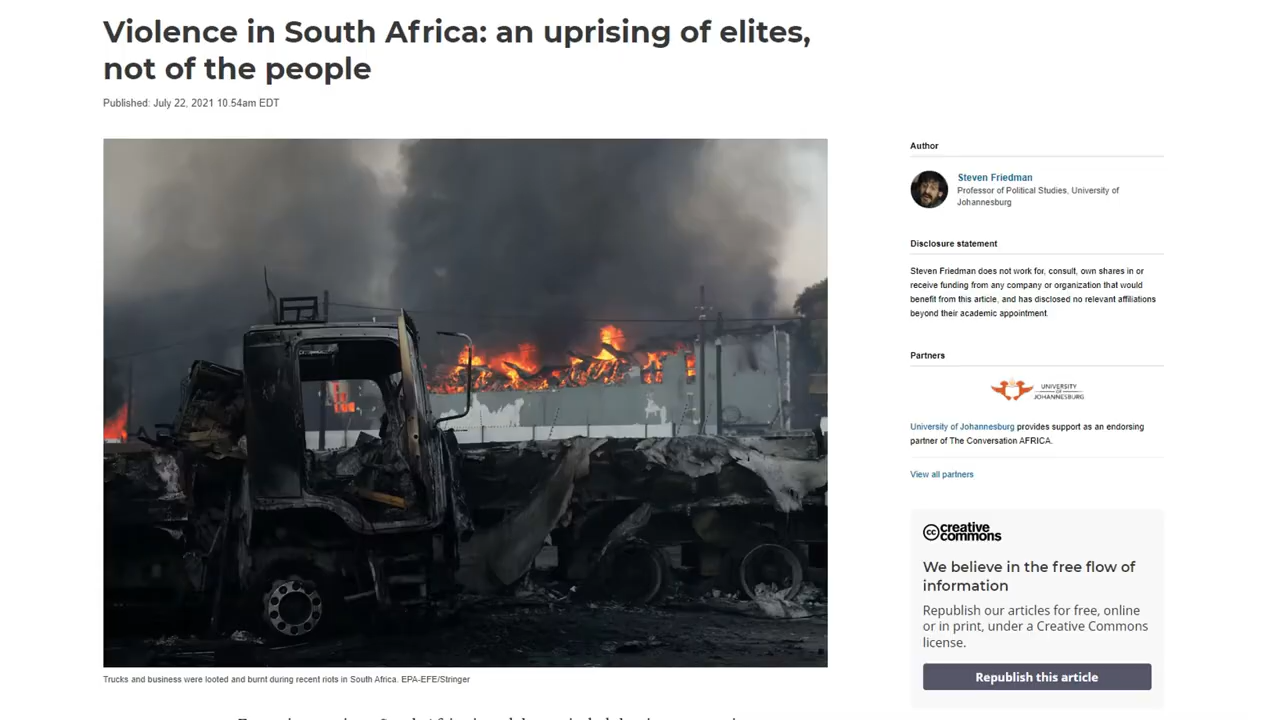 Violence in South Africa: an uprising of elites,
not of the people
Published: July 22, 2021 10.54am EDT
Trucks and business were looted and burnt during recent riots in South Africa. EPA-EFE/Stringer
Author
Steven Friedman
Professor of Political Studies, University of
Johannesburg
Disclosure statement
Steven Friedman does not work for, consult, own shares in or
receive funding from any company or organization that would
benefit from this article, and has disclosed no relevant affiliations
beyond their academic appointment.
Partners
UNIVERSITY
OF
JOHANNESBURG
University of Johannesburg provides support as an endorsing
partner of The Conversation AFRICA.
View all partners
cc creative
commons
We believe in the free flow of
information
Republish our articles for free, online
or in print, under a Creative Commons
license.
Republish this article